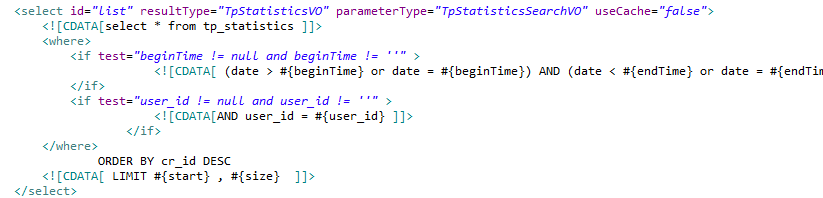 <select id="list" resultType="TpStatisticsVO" parameterType="TpStatisticsSearchVO" useCache="false">
<![CDATA[select * from tp_statistics ]]>
<where>
<if test="beginTime != null and beginTime != ''" >
<![CDATA[ (date > #{beginTime} or date = #{beginTime}) AND (date < #{endTime} or date = #{endTim
</if>
<if test="user_id != null and user_id != ''" >
<![CDATA[AND user_id = #{user_id} ]]>
</if>
</where>
ORDER BY cr_id DESC
<![CDATA[ LIMIT #{start} , #{size}  ]]>
</select>